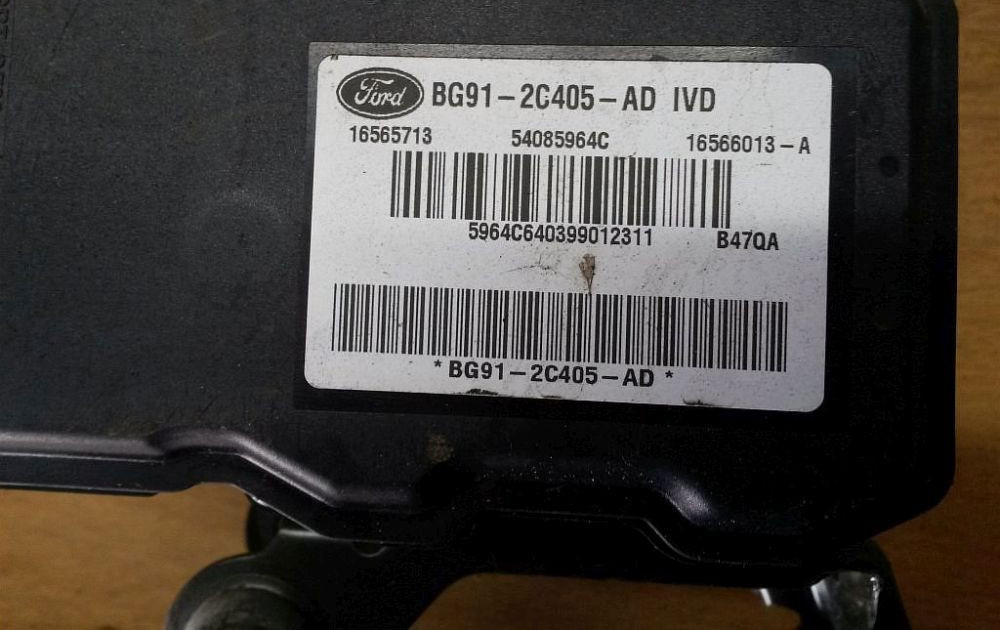 Ford BG91-2C405-AD IVD
16565713 54085964C 16566013-A
5964C640399012311 B47QA
*BG91-2C405-AD*